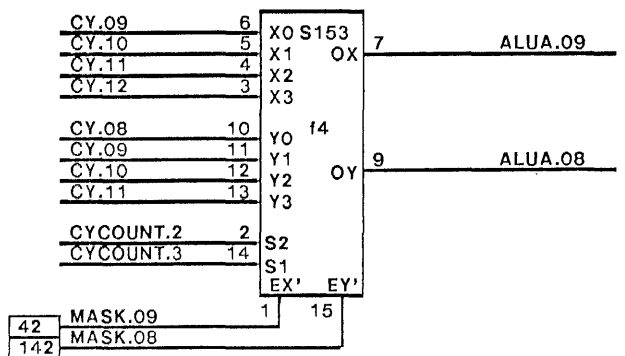 CY.09 6 X0 S153
CY.10 5 X1 OX 7 ALUA.09
CY.11 4 X2
CY.12 3 X3
CY.08 10 Y0 f4
CY.09 11 Y1
CY.10 12 Y2 OY 9 ALUA.08
CY.11 13 Y3
CYCOUNT.2 2 S2
CYCOUNT.3 14 S1
EX' EY'
1 15
42 MASK.09
142 MASK.08